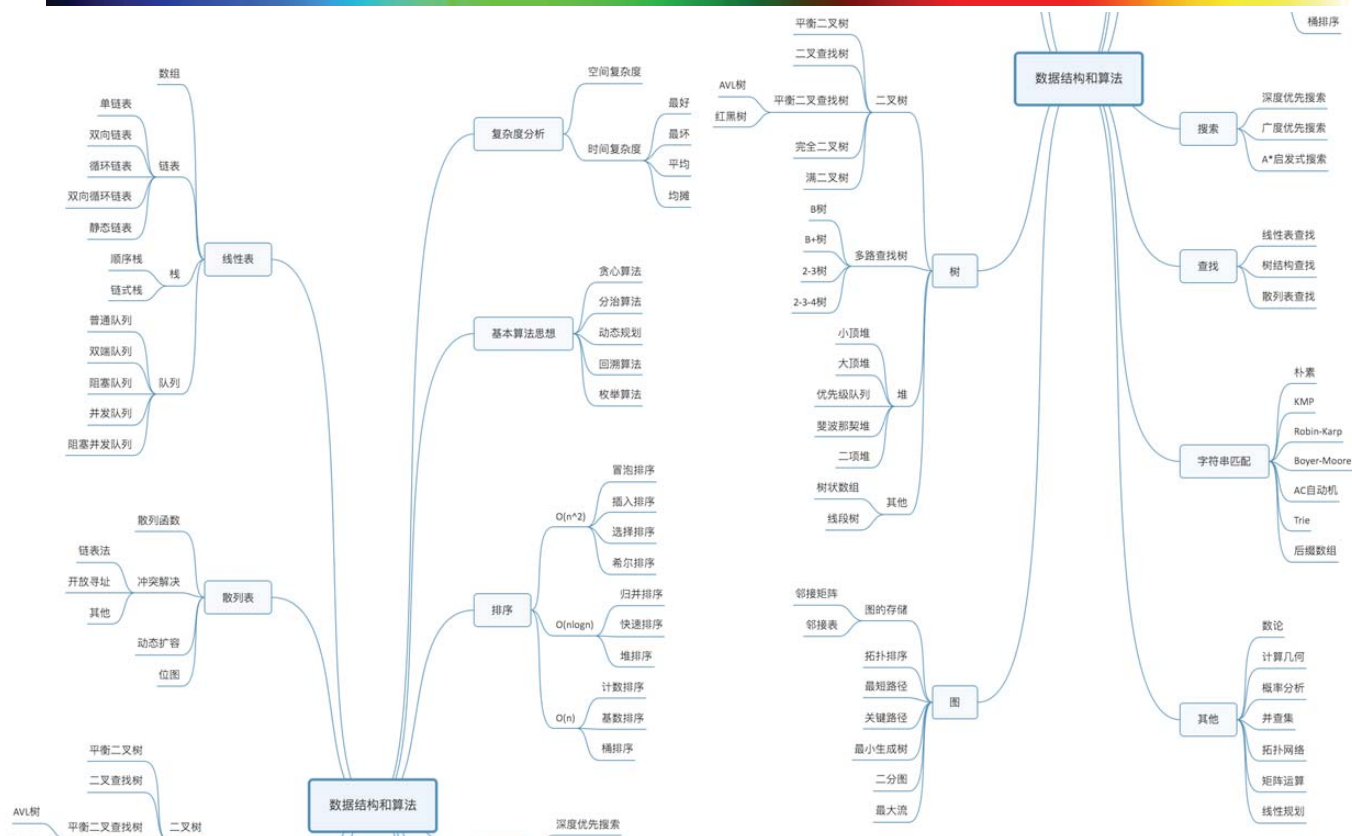 数组
单链表
双向链表
循环链表
双向循环链表
静态链表
链表
顺序栈
链式栈
栈
普通队列
双端队列
阻塞队列
并发队列
阻塞并发队列
队列
线性表
散列函数
链表法
开放寻址
其他
冲突解决
动态扩容
位图
散列表
平衡二叉树
二叉查找树
AVL树
平衡二叉查找树
二叉树
空间复杂度
复杂度分析
时间复杂度
最好
最坏
平均
均摊
基本算法思想
贪心算法
分治算法
动态规划
回溯算法
枚举算法
排序
O(n^2)
冒泡排序
插入排序
选择排序
希尔排序
O(nlogn)
归并排序
快速排序
堆排序
O(n)
计数排序
基数排序
桶排序
数据结构和算法
深度优先搜索
平衡二叉树
二叉查找树
AVL树
红黑树
平衡二叉查找树
二叉树
完全二叉树
满二叉树
B树
B+树
2-3树
2-3-4树
多路查找树
树
小顶堆
大顶堆
优先级队列
斐波那契堆
二项堆
堆
树状数组
线段树
其他
邻接矩阵
邻接表
图的存储
拓扑排序
最短路径
关键路径
最小生成树
二分图
最大流
图
桶排序
数据结构和算法
搜索
深度优先搜索
广度优先搜索
A*启发式搜索
查找
线性表查找
树结构查找
散列表查找
字符串匹配
朴素
KMP
Robin-Karp
Boyer-Moore
AC自动机
Trie
后缀数组
其他
数论
计算几何
概率分析
并查集
拓扑网络
矩阵运算
线性规划